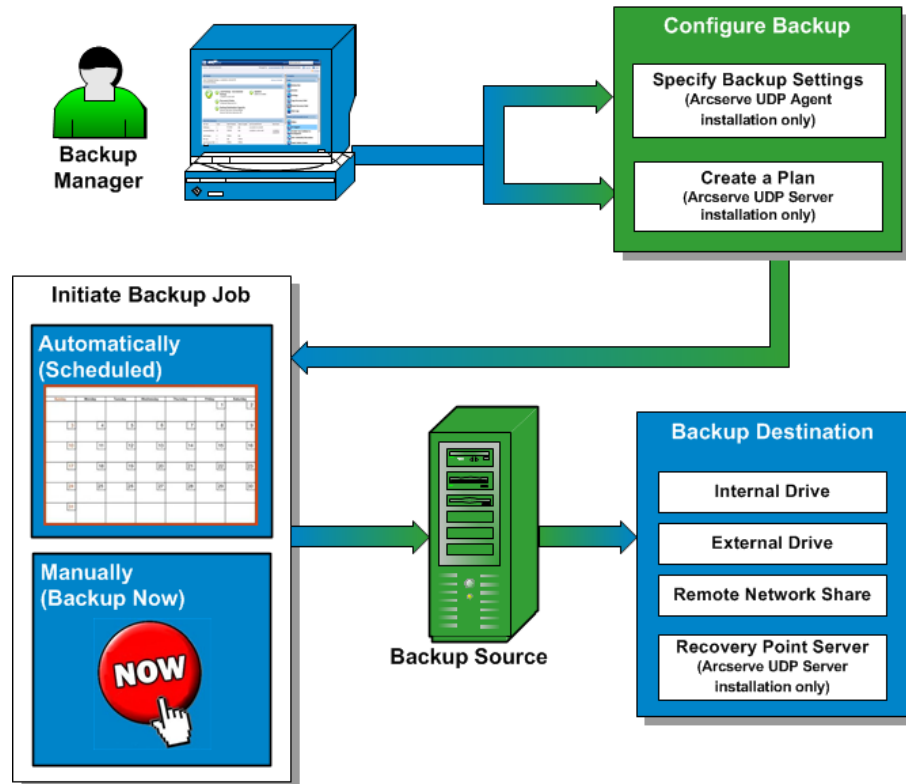 Backup
Manager
Configure Backup
Specify Backup Settings
(Arcserve UDP Agent
installation only)
Create a Plan
(Arcserve UDP Server
installation only)
Initiate Backup Job
Automatically
(Scheduled)
Manually
(Backup Now)
NOW
Backup Source
Backup Destination
Internal Drive
External Drive
Remote Network Share
Recovery Point Server
(Arcserve UDP Server
installation only)